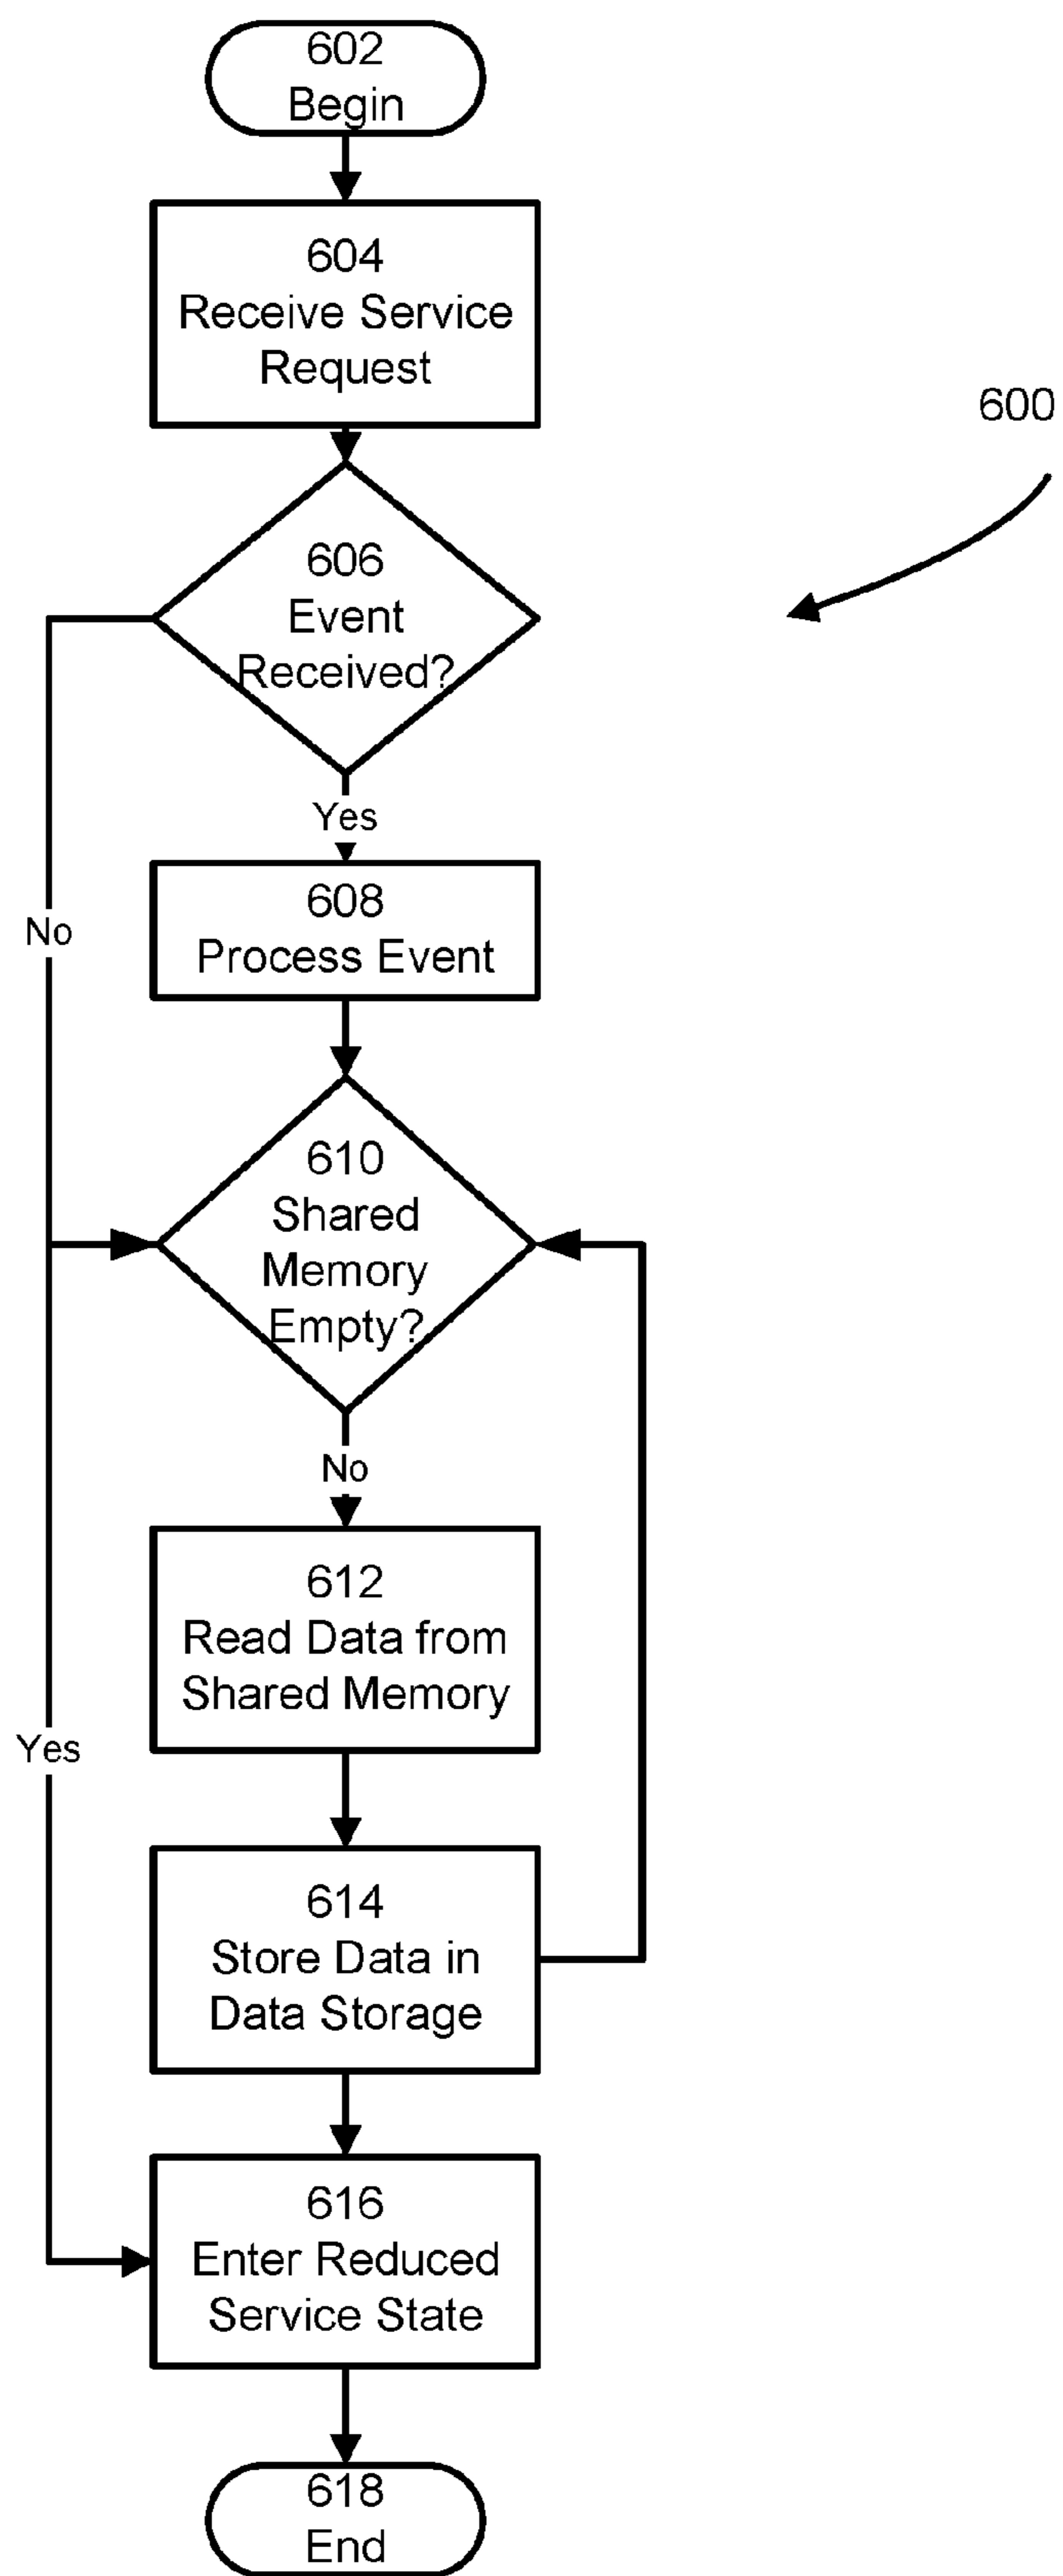 602
Begin
604
Receive Service
Request
600
606
Event
Received?
Yes
608
Process Event
No
610
Shared
Memory
Empty?
No
612
Read Data from
Shared Memory
Yes
614
Store Data in
Data Storage
616
Enter Reduced
Service State
618
End